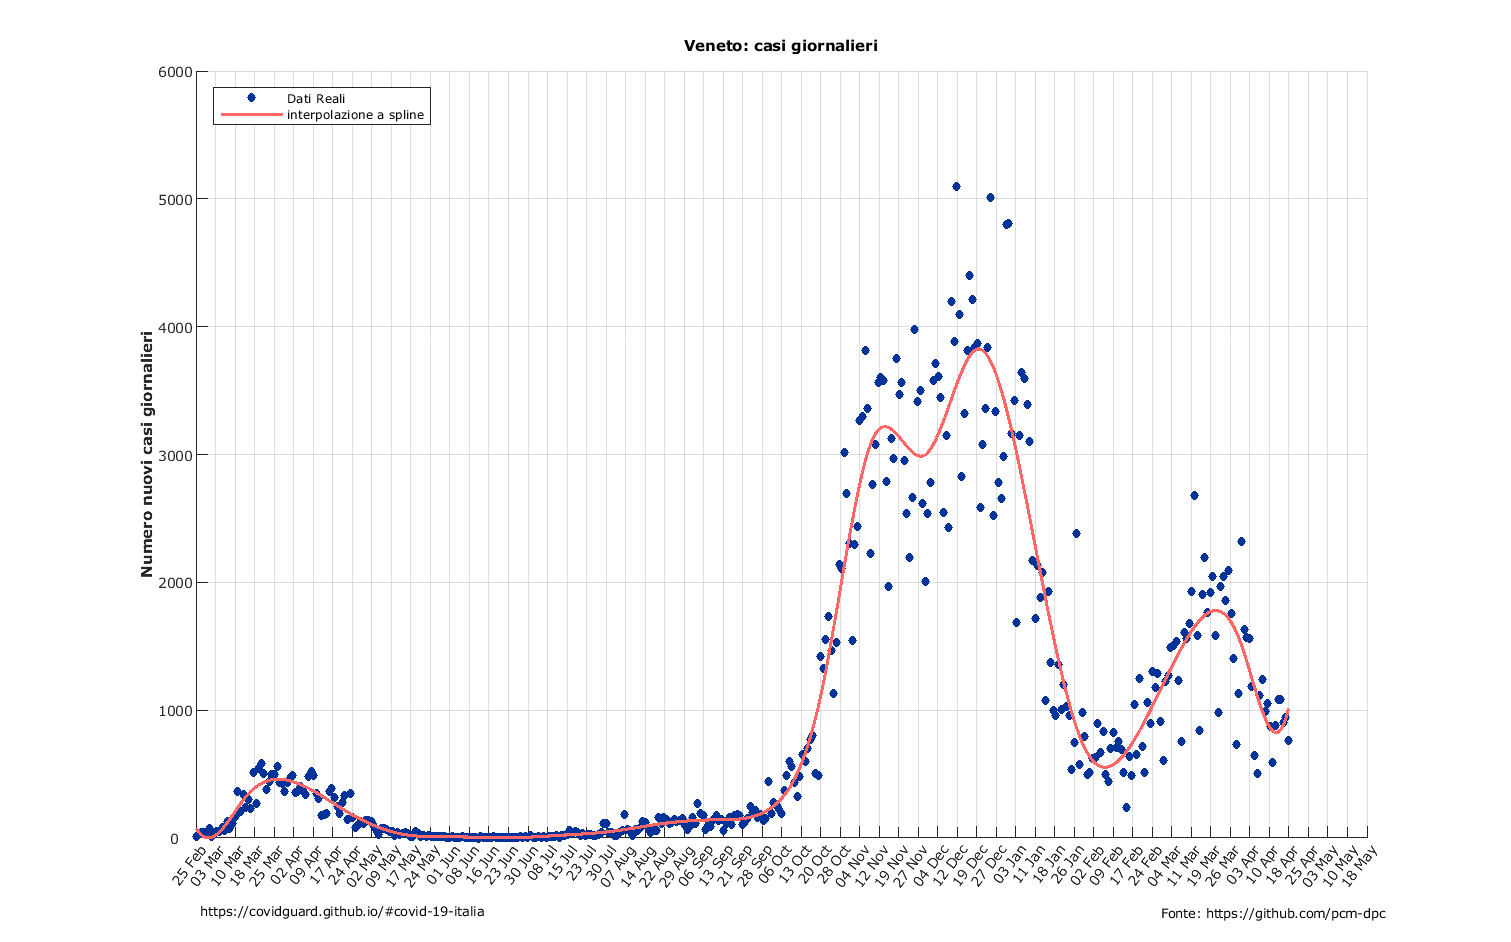 Veneto: casi giornalieri
Numero nuovi casi giornalieri
6000
5000
4000
3000
2000
1000
0
Dati Reali
interpolazione a spline
25 Feb
03 Mar
10 Mar
18 Mar
25 Mar
02 Apr
09 Apr
17 Apr
24 Apr
02 May
09 May
17 May
24 May
01 Jun
08 Jun
16 Jun
23 Jun
30 Jun
08 Jul
15 Jul
23 Jul
30 Jul
07 Aug
14 Aug
22 Aug
29 Aug
06 Sep
13 Sep
21 Sep
28 Sep
06 Oct
13 Oct
20 Oct
28 Oct
04 Nov
12 Nov
19 Nov
27 Dec
04 Dec
12 Dec
19 Dec
27 Dec
03 Jan
11 Jan
18 Jan
26 Jan
02 Feb
09 Feb
17 Feb
24 Feb
04 Mar
11 Mar
19 Mar
26 Mar
03 Apr
10 Apr
18 Apr
25 Apr
03 May
10 May
18 May
https://covidguard.github.io/#covid-19-italia
Fonte: https://github.com/pcm-dpc